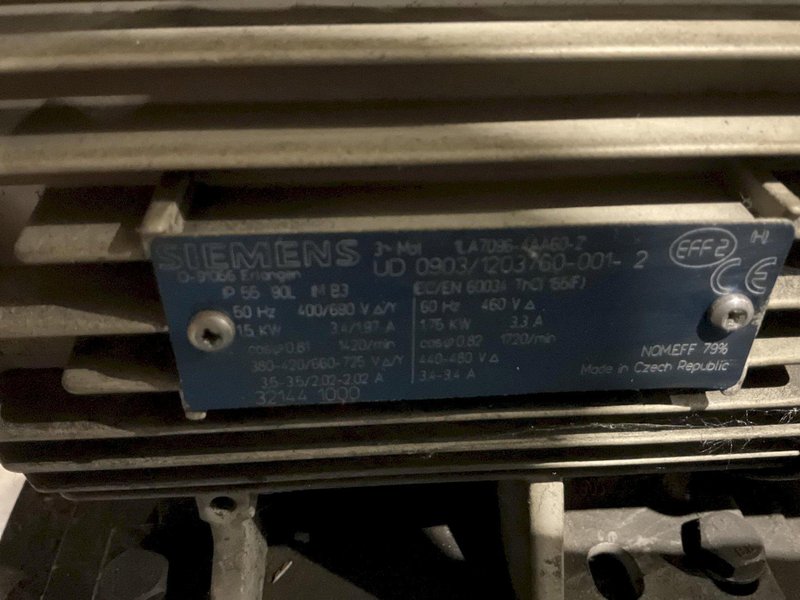 SIEMENS 3~ Mot. 1LA7096-4AA60-Z
D-91056 Erlangen UD 0903/1203760-001-2
EFF2 (H)
CE
IP 55 90L IM B3 IEC/EN 60034 Th.Cl. 155(F)
50 Hz 400/690 V Δ/Y 60 Hz 460 V Δ
1.5 KW 3.4/1.97 A 1.75 KW 3.3 A
cosφ 0.81 1420/min cosφ 0.82 1720/min
380-420/660-725 V Δ/Y 440-480 V Δ
3.5-3.5/2.02-2.02 A 3.4-3.4 A
32144 1000
NOM.EFF 79%
Made in Czech Republic